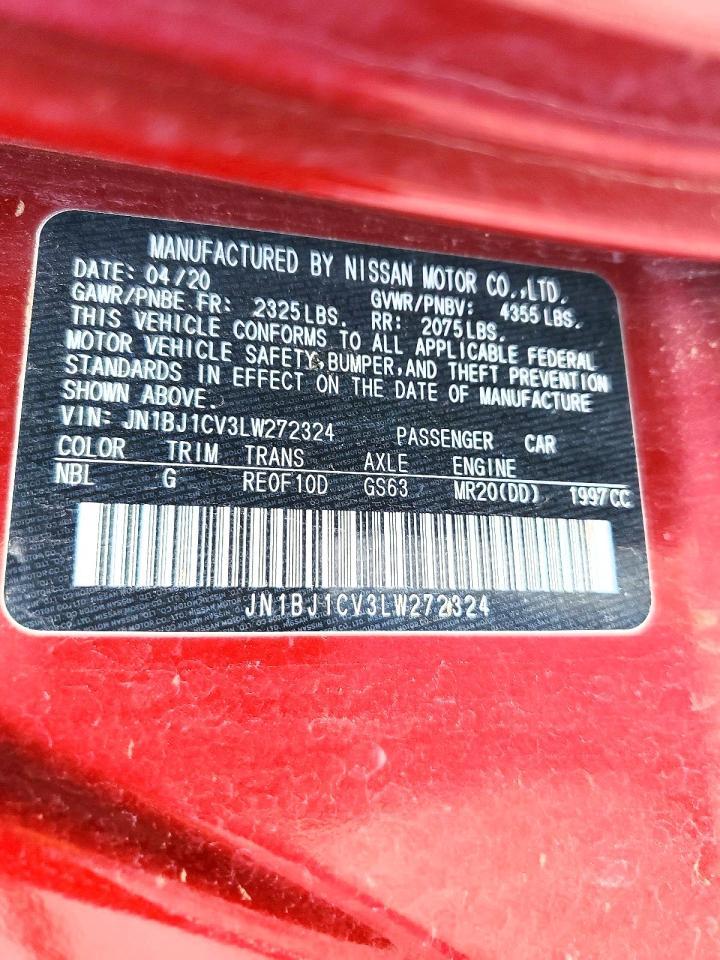 MANUFACTURED BY NISSAN MOTOR CO.,LTD.
DATE: 04/20
GAWR/PNBE FR: 2325LBS. GVWR/PNBV: 4355LBS.
RR: 2075LBS.
THIS VEHICLE CONFORMS TO ALL APPLICABLE FEDERAL
MOTOR VEHICLE SAFETY,BUMPER,AND THEFT PREVENTION
STANDARDS IN EFFECT ON THE DATE OF MANUFACTURE
SHOWN ABOVE.
VIN: JN1BJ1CV3LW272324 PASSENGER CAR
COLOR TRIM TRANS AXLE ENGINE
NBL G RE0F10D GS63 MR20(DD) 1997CC
JN1BJ1CV3LW272324